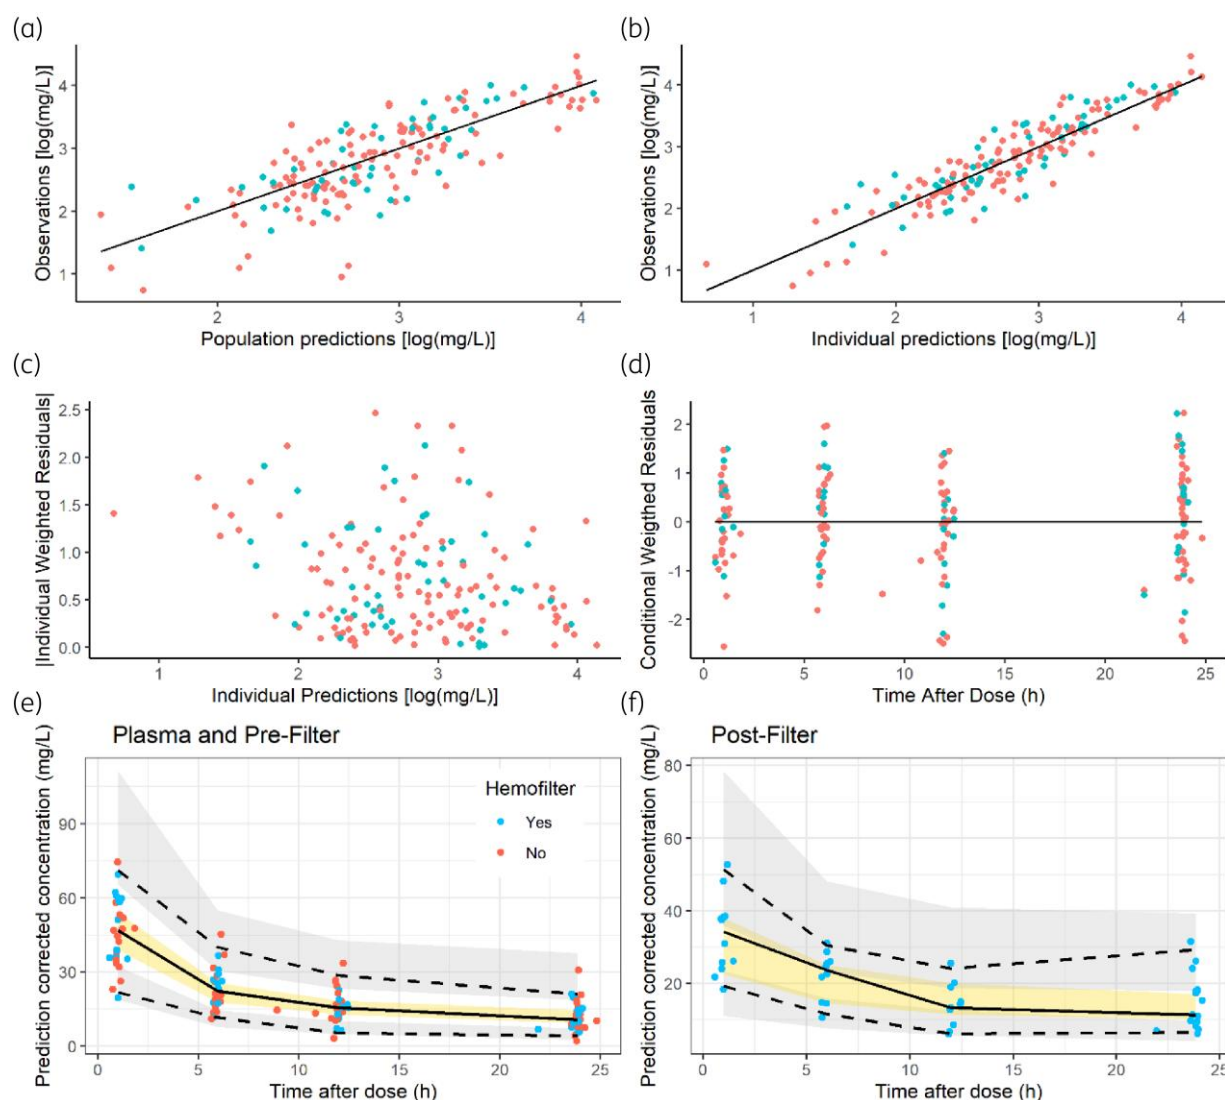 (a)
Observations [log(mg/L)]
4
3
2
1
2
3
4
Population predictions [log(mg/L)]
(b)
Observations [log(mg/L)]
4
3
2
1
1
2
3
4
Individual predictions [log(mg/L)]
(c)
|Individual Weighted Residuals|
2.5
2.0
1.5
1.0
0.5
0.0
1
2
3
4
Individual Predictions [log(mg/L)]
(d)
Conditional Weigthed Residuals
2
1
0
-1
-2
0
5
10
15
20
25
Time After Dose (h)
(e)
Plasma and Pre-Filter
Prediction corrected concentration (mg/L)
90
60
30
0
Hemofilter
Yes
No
0
5
10
15
20
25
Time after dose (h)
(f)
Post-Filter
Prediction corrected concentration (mg/L)
80
60
40
20
0
5
10
15
20
25
Time after dose (h)